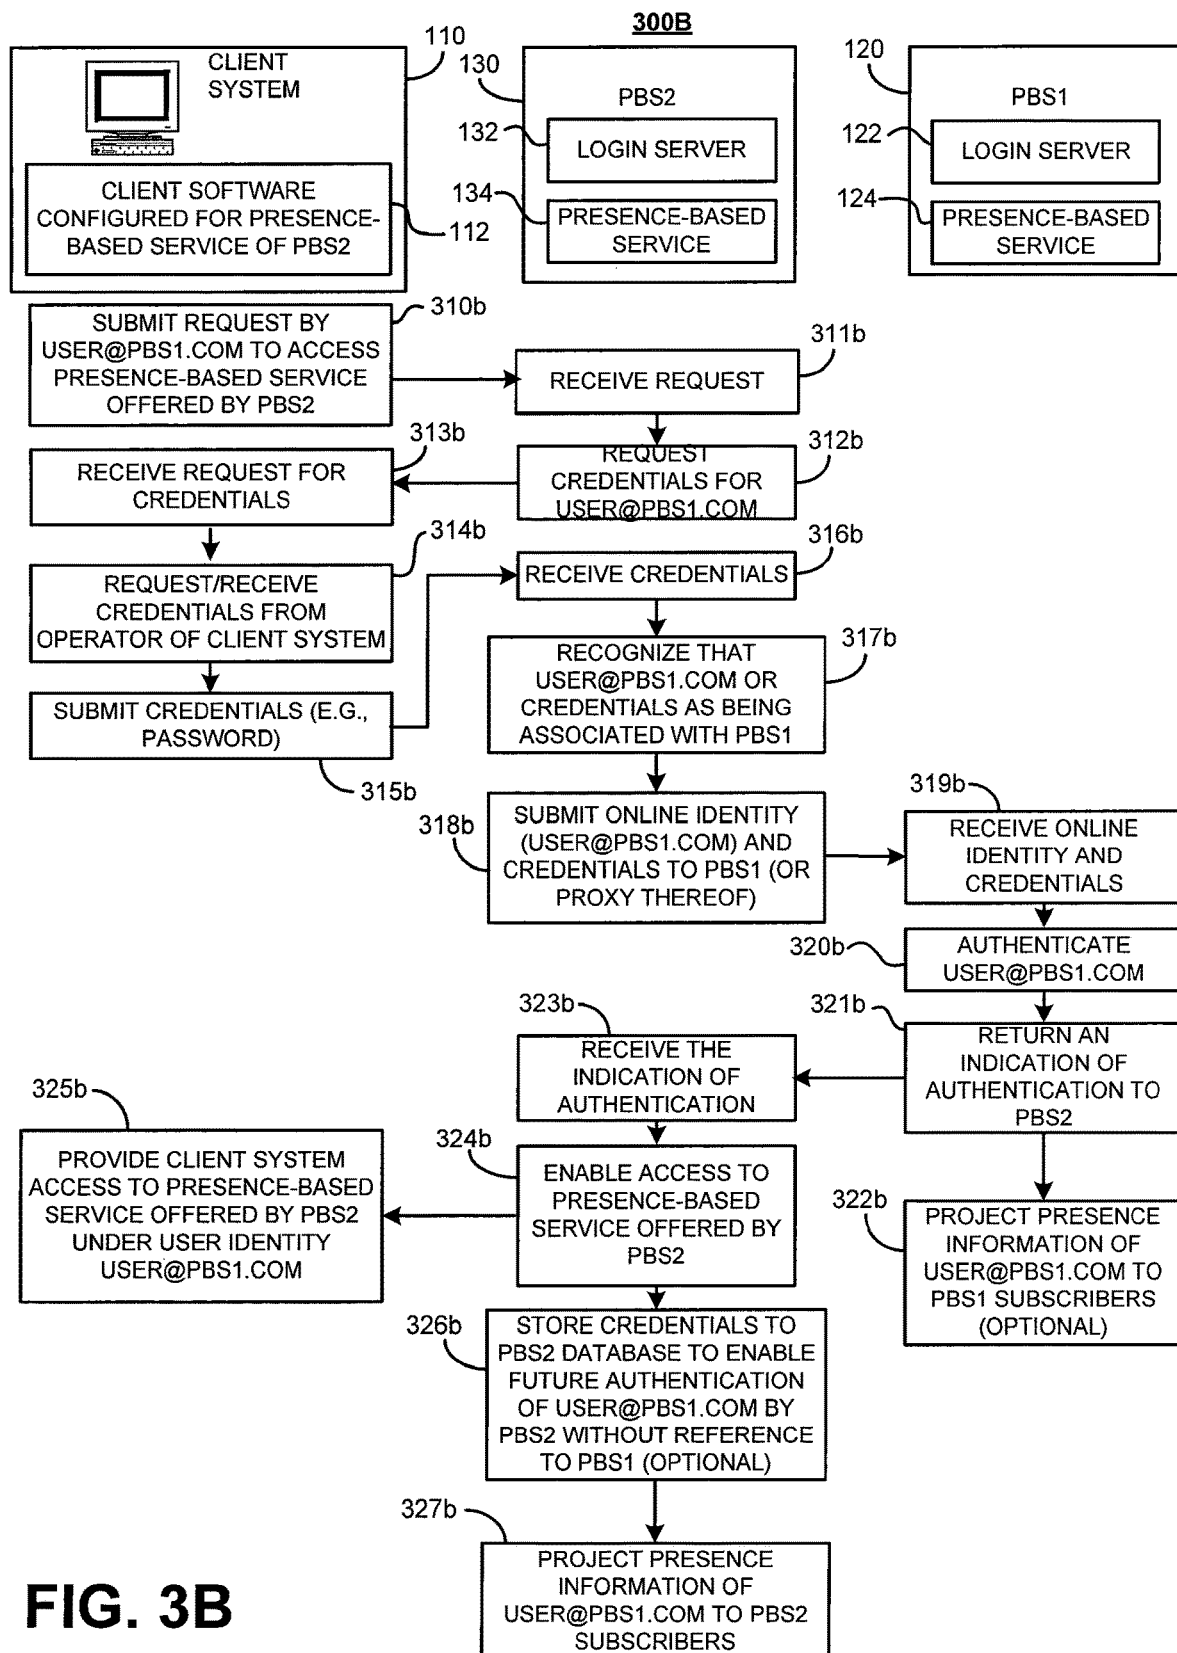 300B
110
CLIENT
SYSTEM
CLIENT SOFTWARE
CONFIGURED FOR PRESENCE-
BASED SERVICE OF PBS2
112
130
PBS2
132
LOGIN SERVER
134
PRESENCE-BASED
SERVICE
120
PBS1
122
LOGIN SERVER
124
PRESENCE-BASED
SERVICE
310b
SUBMIT REQUEST BY
USER@PBS1.COM TO ACCESS
PRESENCE-BASED SERVICE
OFFERED BY PBS2
311b
RECEIVE REQUEST
312b
REQUEST
CREDENTIALS FOR
USER@PBS1.COM
313b
RECEIVE REQUEST FOR
CREDENTIALS
314b
REQUEST/RECEIVE
CREDENTIALS FROM
OPERATOR OF CLIENT SYSTEM
SUBMIT CREDENTIALS (E.G.,
PASSWORD)
315b
316b
RECEIVE CREDENTIALS
317b
RECOGNIZE THAT
USER@PBS1.COM OR
CREDENTIALS AS BEING
ASSOCIATED WITH PBS1
318b
SUBMIT ONLINE IDENTITY
(USER@PBS1.COM) AND
CREDENTIALS TO PBS1 (OR
PROXY THEREOF)
319b
RECEIVE ONLINE
IDENTITY AND
CREDENTIALS
320b
AUTHENTICATE
USER@PBS1.COM
321b
RETURN AN
INDICATION OF
AUTHENTICATION TO
PBS2
322b
PROJECT PRESENCE
INFORMATION OF
USER@PBS1.COM TO
PBS1 SUBSCRIBERS
(OPTIONAL)
323b
RECEIVE THE
INDICATION OF
AUTHENTICATION
324b
ENABLE ACCESS TO
PRESENCE-BASED
SERVICE OFFERED BY
PBS2
325b
PROVIDE CLIENT SYSTEM
ACCESS TO PRESENCE-BASED
SERVICE OFFERED BY PBS2
UNDER USER IDENTITY
USER@PBS1.COM
326b
STORE CREDENTIALS TO
PBS2 DATABASE TO ENABLE
FUTURE AUTHENTICATION
OF USER@PBS1.COM BY
PBS2 WITHOUT REFERENCE
TO PBS1 (OPTIONAL)
327b
PROJECT PRESENCE
INFORMATION OF
USER@PBS1.COM TO PBS2
SUBSCRIBERS
FIG. 3B